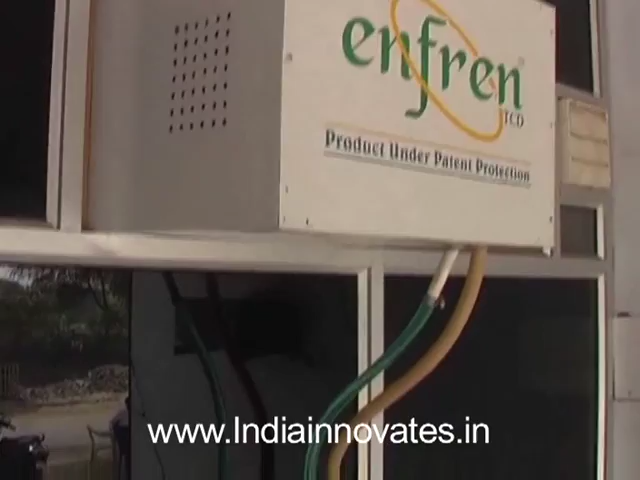 enfren
TCD
Product Under Patent Protection
www.Indiainnovates.in